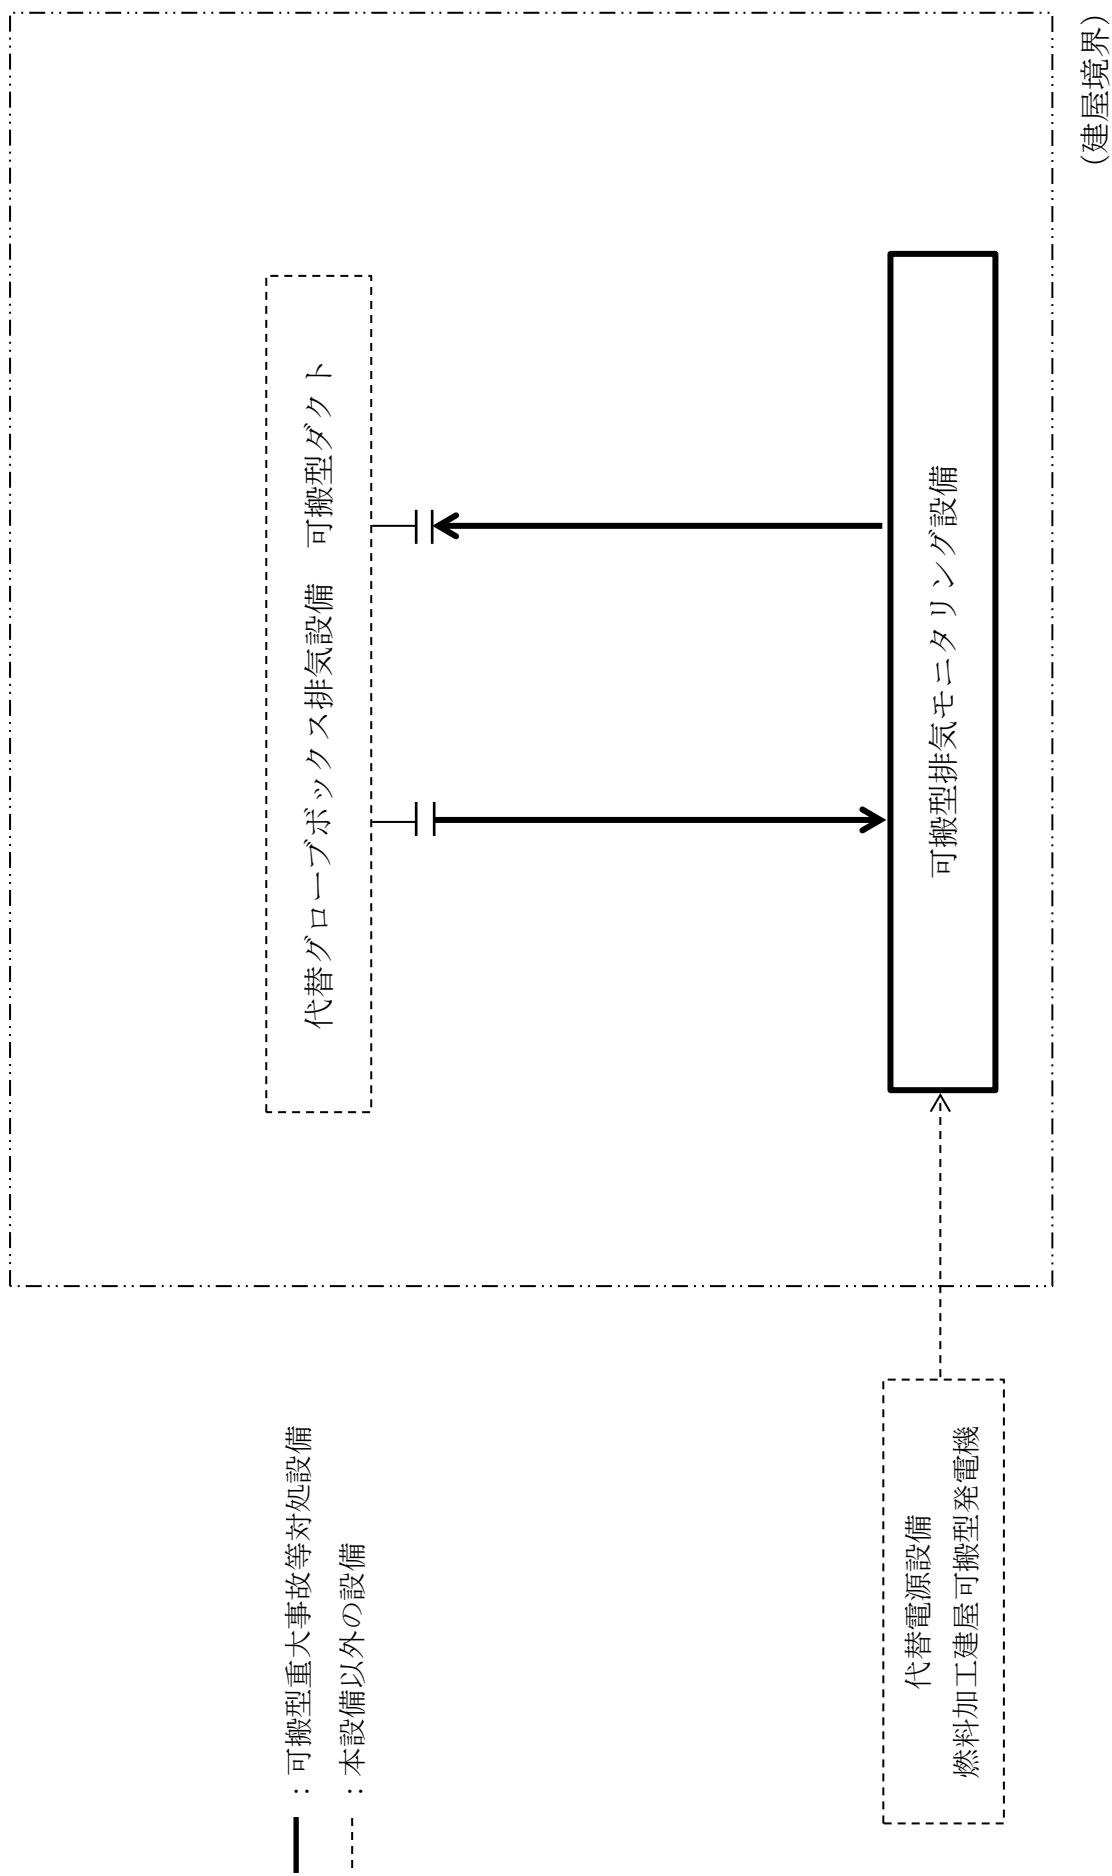 (建屋境界)
代替グローブボックス排気設備　可搬型ダクト
可搬型排気モニタリング設備
代替電源設備
燃料加工建屋可搬型発電機
：可搬型重大事故等対処設備
：本設備以外の設備